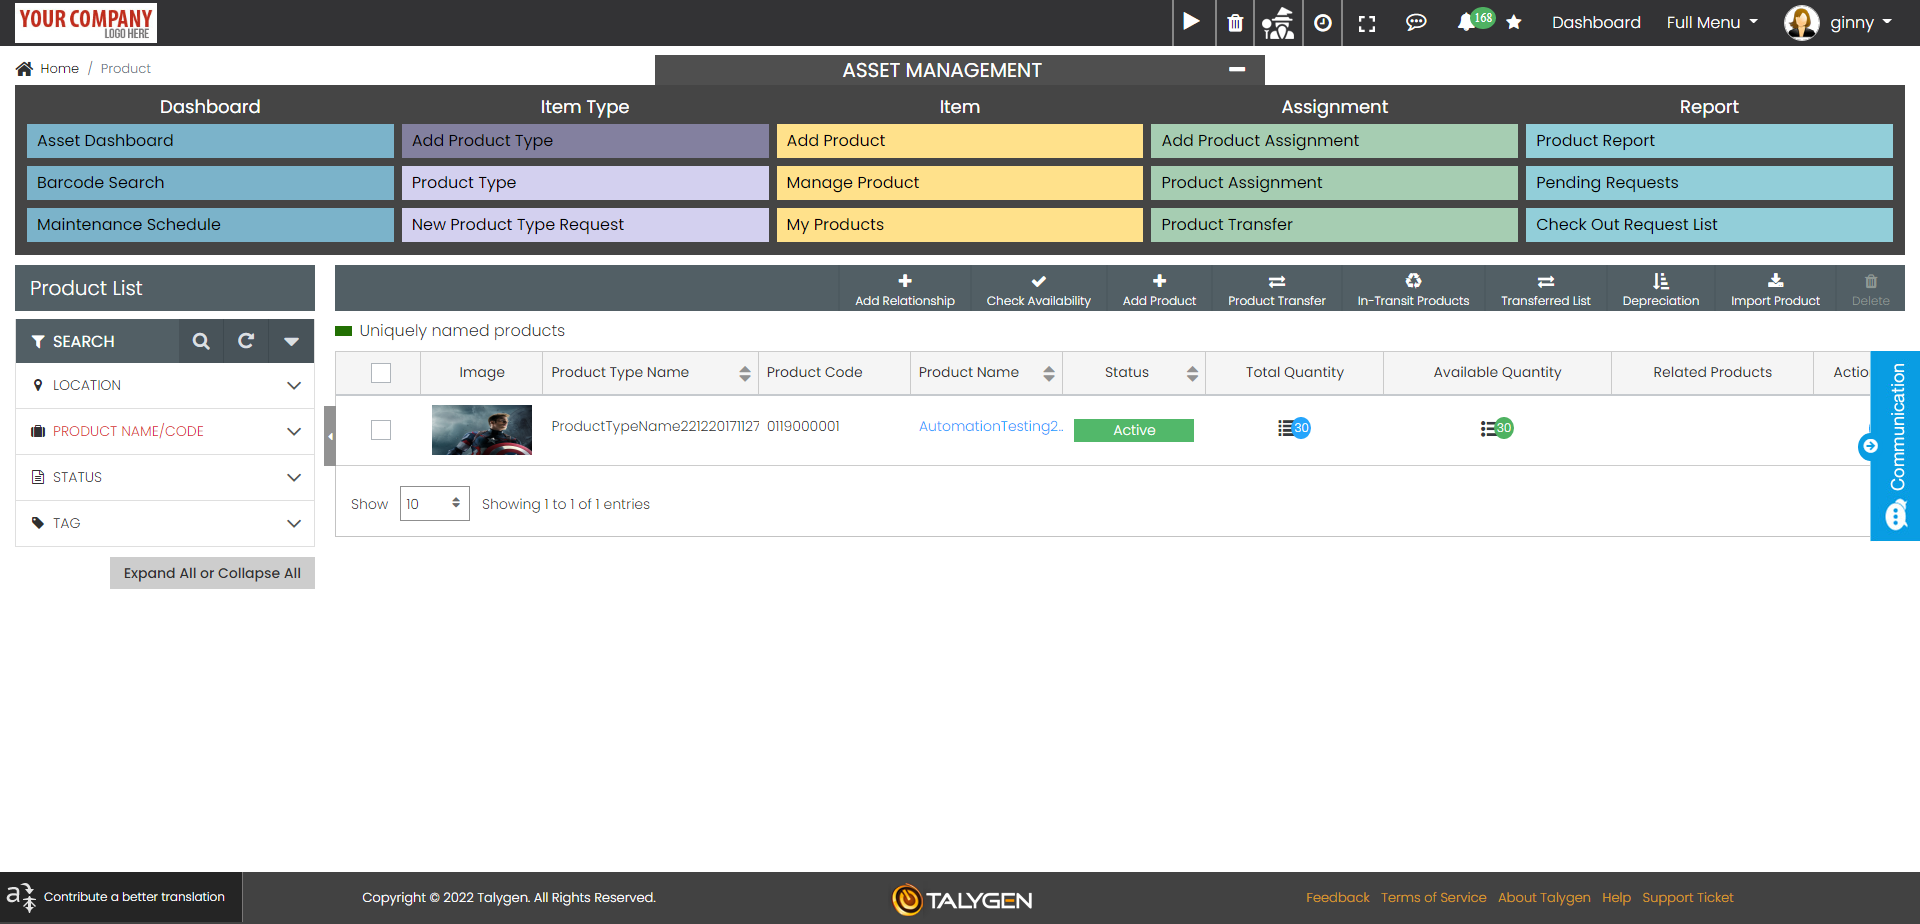 YOUR COMPANY
LOGO HERE
168
Dashboard
Full Menu
ginny
Home / Product
ASSET MANAGEMENT
Dashboard
Item Type
Item
Assignment
Report
Asset Dashboard
Add Product Type
Add Product
Add Product Assignment
Product Report
Barcode Search
Product Type
Manage Product
Product Assignment
Pending Requests
Maintenance Schedule
New Product Type Request
My Products
Product Transfer
Check Out Request List
Product List
Add Relationship
Check Availability
Add Product
Product Transfer
In-Transit Products
Transferred List
Depreciation
Import Product
Delete
SEARCH
LOCATION
PRODUCT NAME/CODE
STATUS
TAG
Expand All or Collapse All
Uniquely named products
Image
Product Type Name
Product Code
Product Name
Status
Total Quantity
Available Quantity
Related Products
Actio
ProductTypeName221220171127
0119000001
AutomationTesting2..
Active
30
30
Show 10 Showing 1 to 1 of 1 entries
Communication
a
Contribute a better translation
Copyright © 2022 Talygen. All Rights Reserved.
TALYGEN
Feedback
Terms of Service
About Talygen
Help
Support Ticket